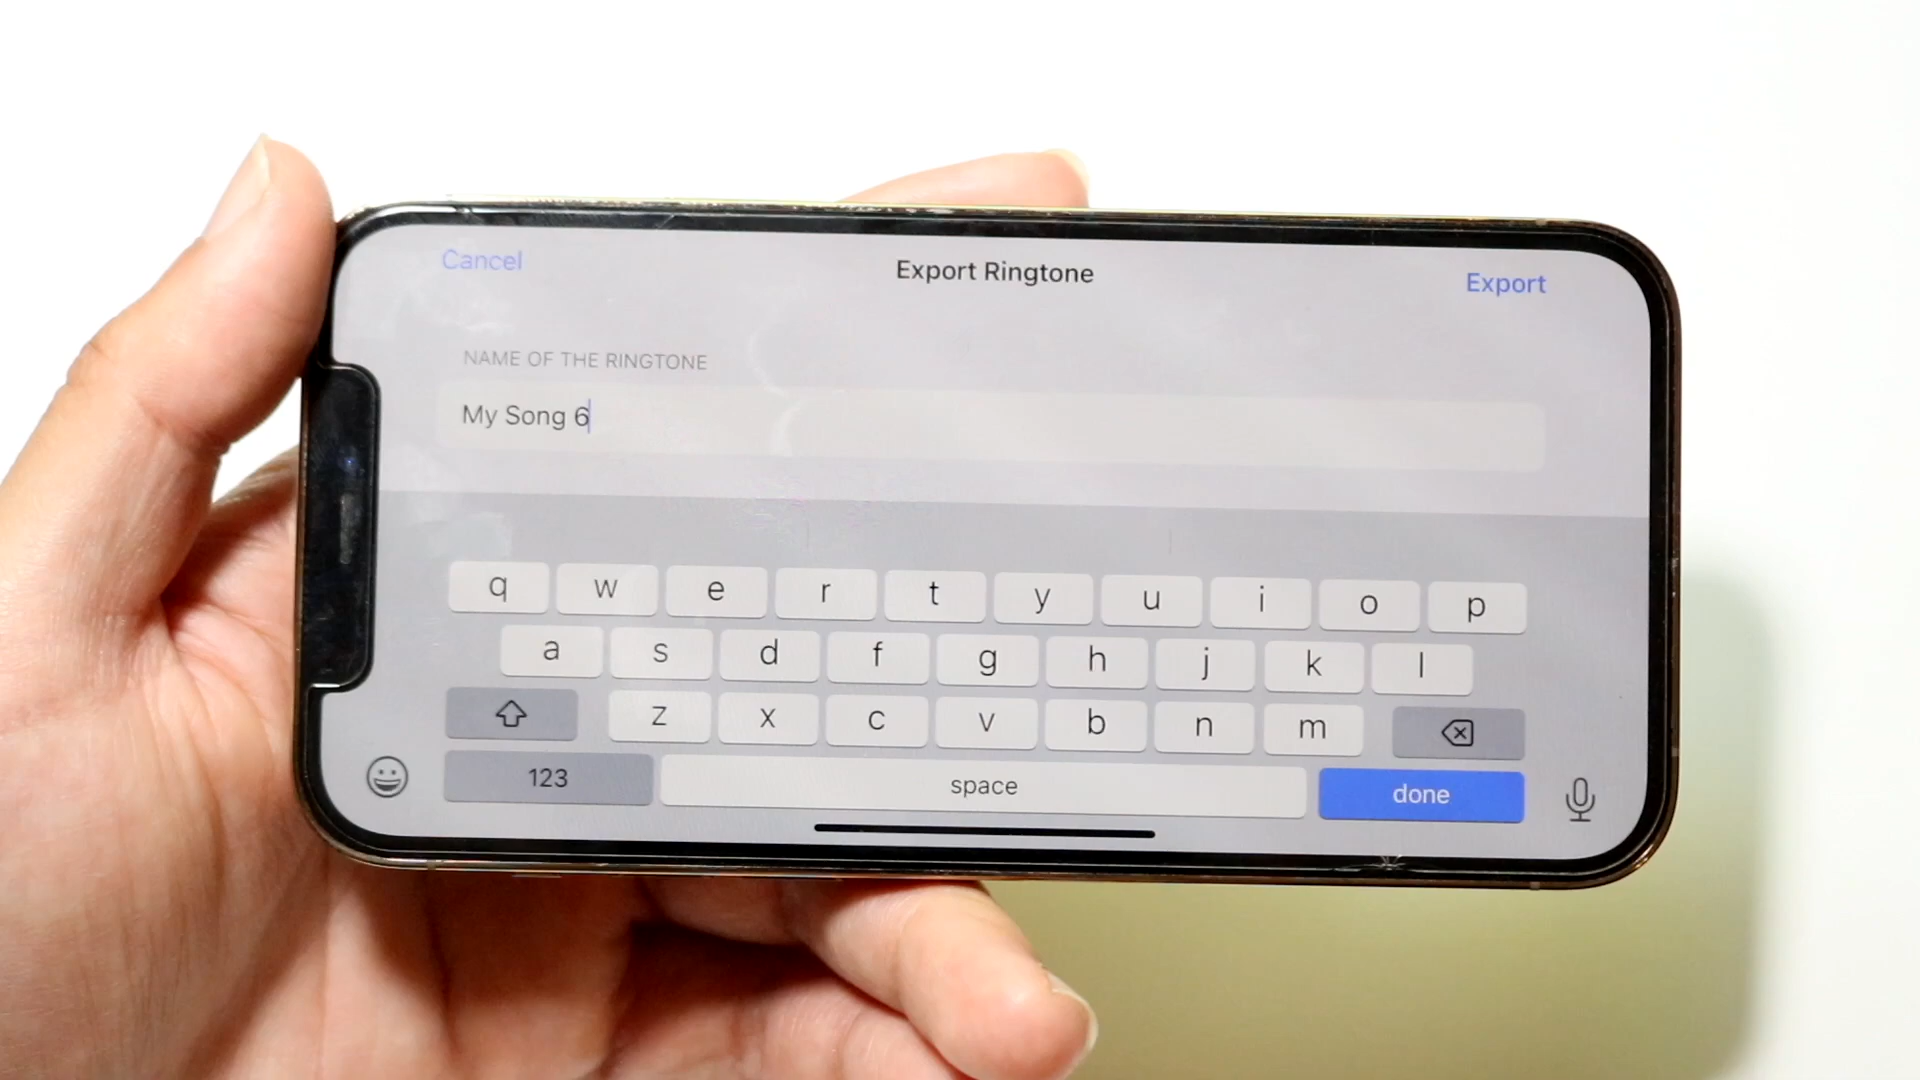 Cancel
Export Ringtone
Export
NAME OF THE RINGTONE
My Song 6
q w e r t y u i o p
a s d f g h j k l
z x c v b n m
123 space done